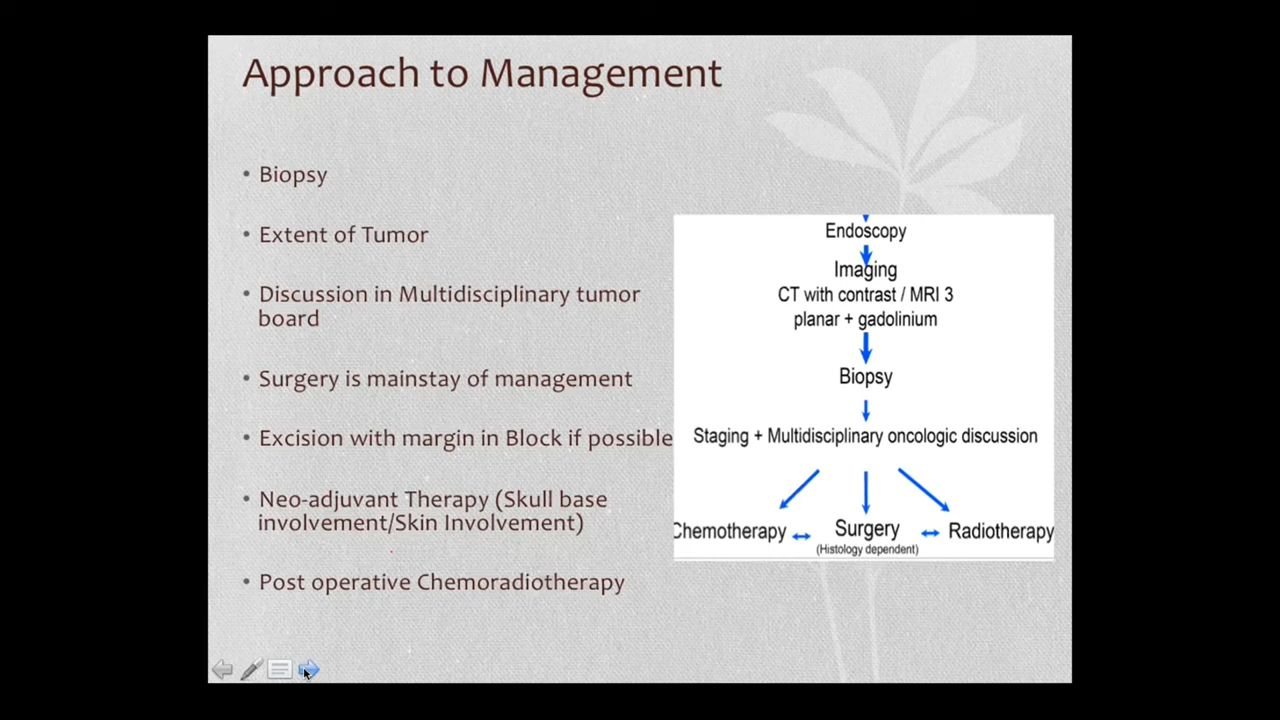 Approach to Management
• Biopsy
• Extent of Tumor
• Discussion in Multidisciplinary tumor
board
• Surgery is mainstay of management
• Excision with margin in Block if possible
• Neo-adjuvant Therapy (Skull base
involvement/Skin Involvement)
• Post operative Chemoradiotherapy
Endoscopy
Imaging
CT with contrast / MRI 3
planar + gadolinium
Biopsy
Staging + Multidisciplinary oncologic discussion
Chemotherapy Surgery Radiotherapy
(Histology dependent)